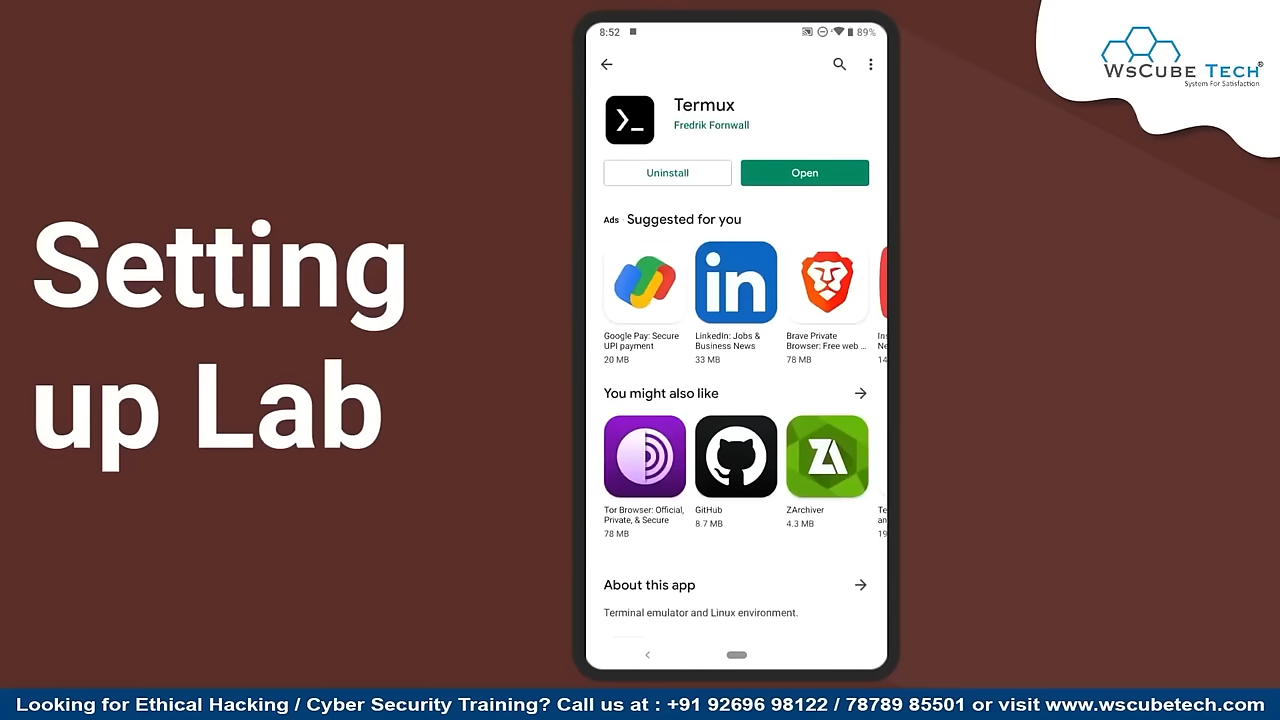 Setting
up Lab
8:52
89%
Termux
Fredrik Fornwall
Uninstall
Open
Ads · Suggested for you
Google Pay: Secure
UPI payment
20 MB
LinkedIn: Jobs &
Business News
33 MB
Brave Private
Browser: Free web ...
78 MB
You might also like
Tor Browser: Official,
Private, & Secure
78 MB
GitHub
8.7 MB
ZArchiver
4.3 MB
About this app
Terminal emulator and Linux environment.
WsCube Tech®
System For Satisfaction
Looking for Ethical Hacking / Cyber Security Training? Call us at : +91 92696 98122 / 78789 85501 or visit www.wscubetech.com